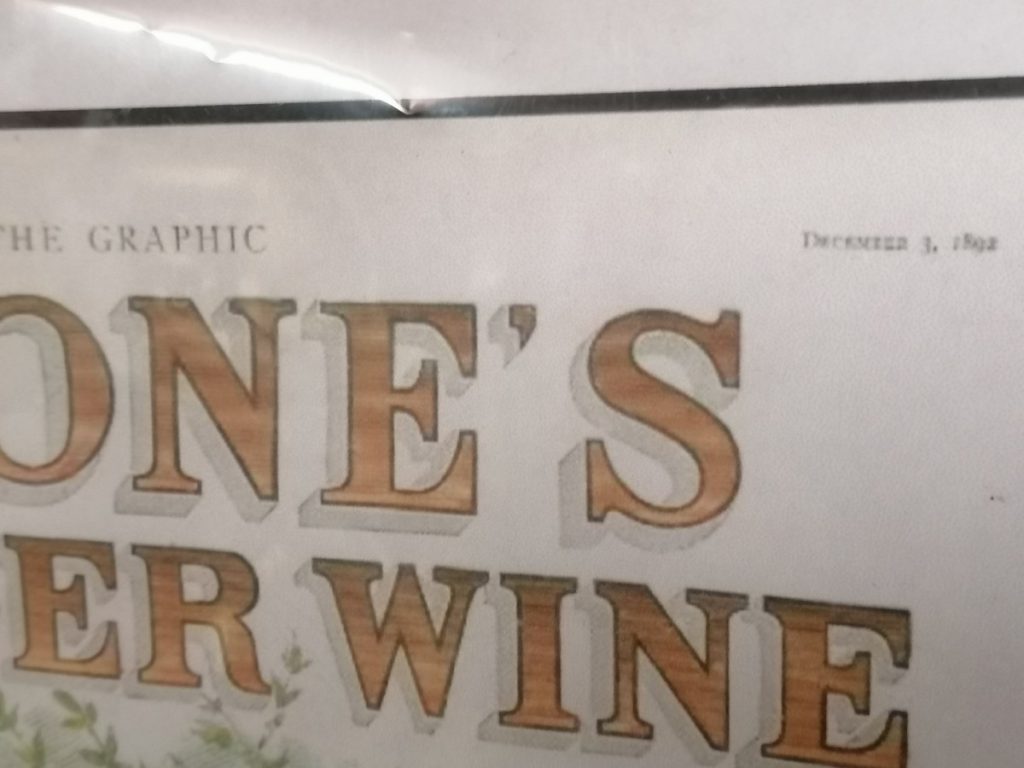 THE GRAPHIC DECEMBER 3, 1892
ONE'S
ER WINE